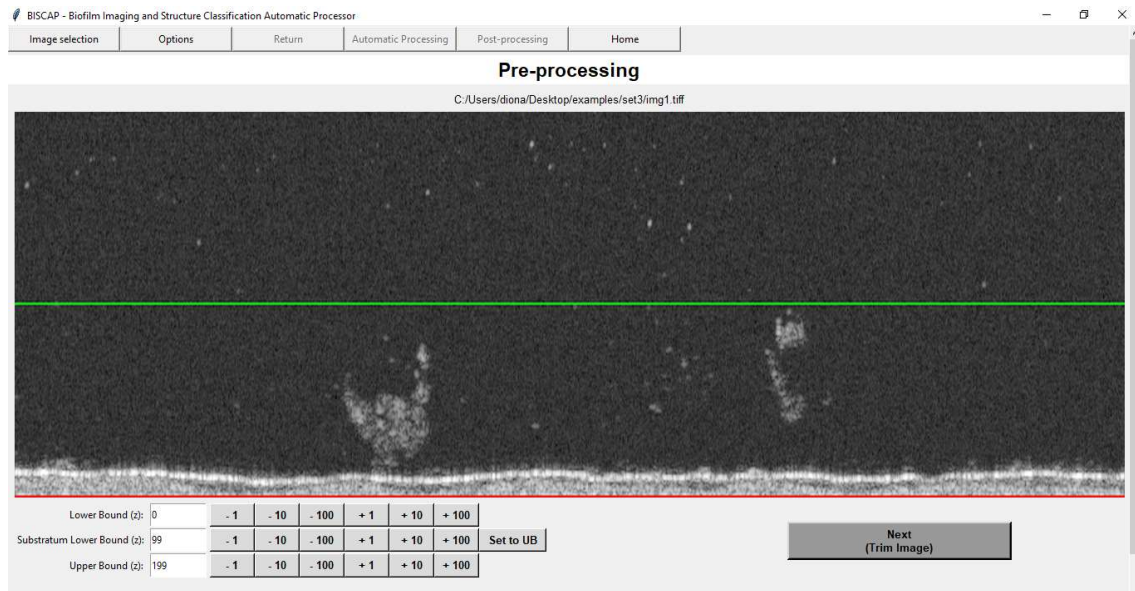 BISCAP - Biofilm Imaging and Structure Classification Automatic Processor
Image selection Options Return Automatic Processing Post-processing Home
Pre-processing
C:/Users/diona/Desktop/examples/set3/img1.tiff
Lower Bound (z): 0 - 1 - 10 - 100 + 1 + 10 + 100
Substratum Lower Bound (z): 99 - 1 - 10 - 100 + 1 + 10 + 100 Set to UB
Upper Bound (z): 199 - 1 - 10 - 100 + 1 + 10 + 100
Next
(Trim Image)